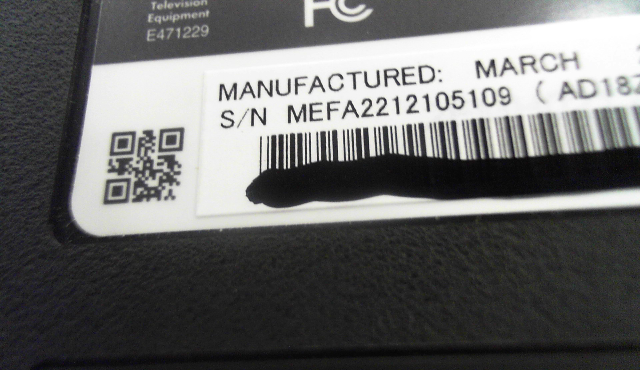 Television
Equipment
E471229
FC
MANUFACTURED: MARCH
S/N MEFA2212105109 ( AD18